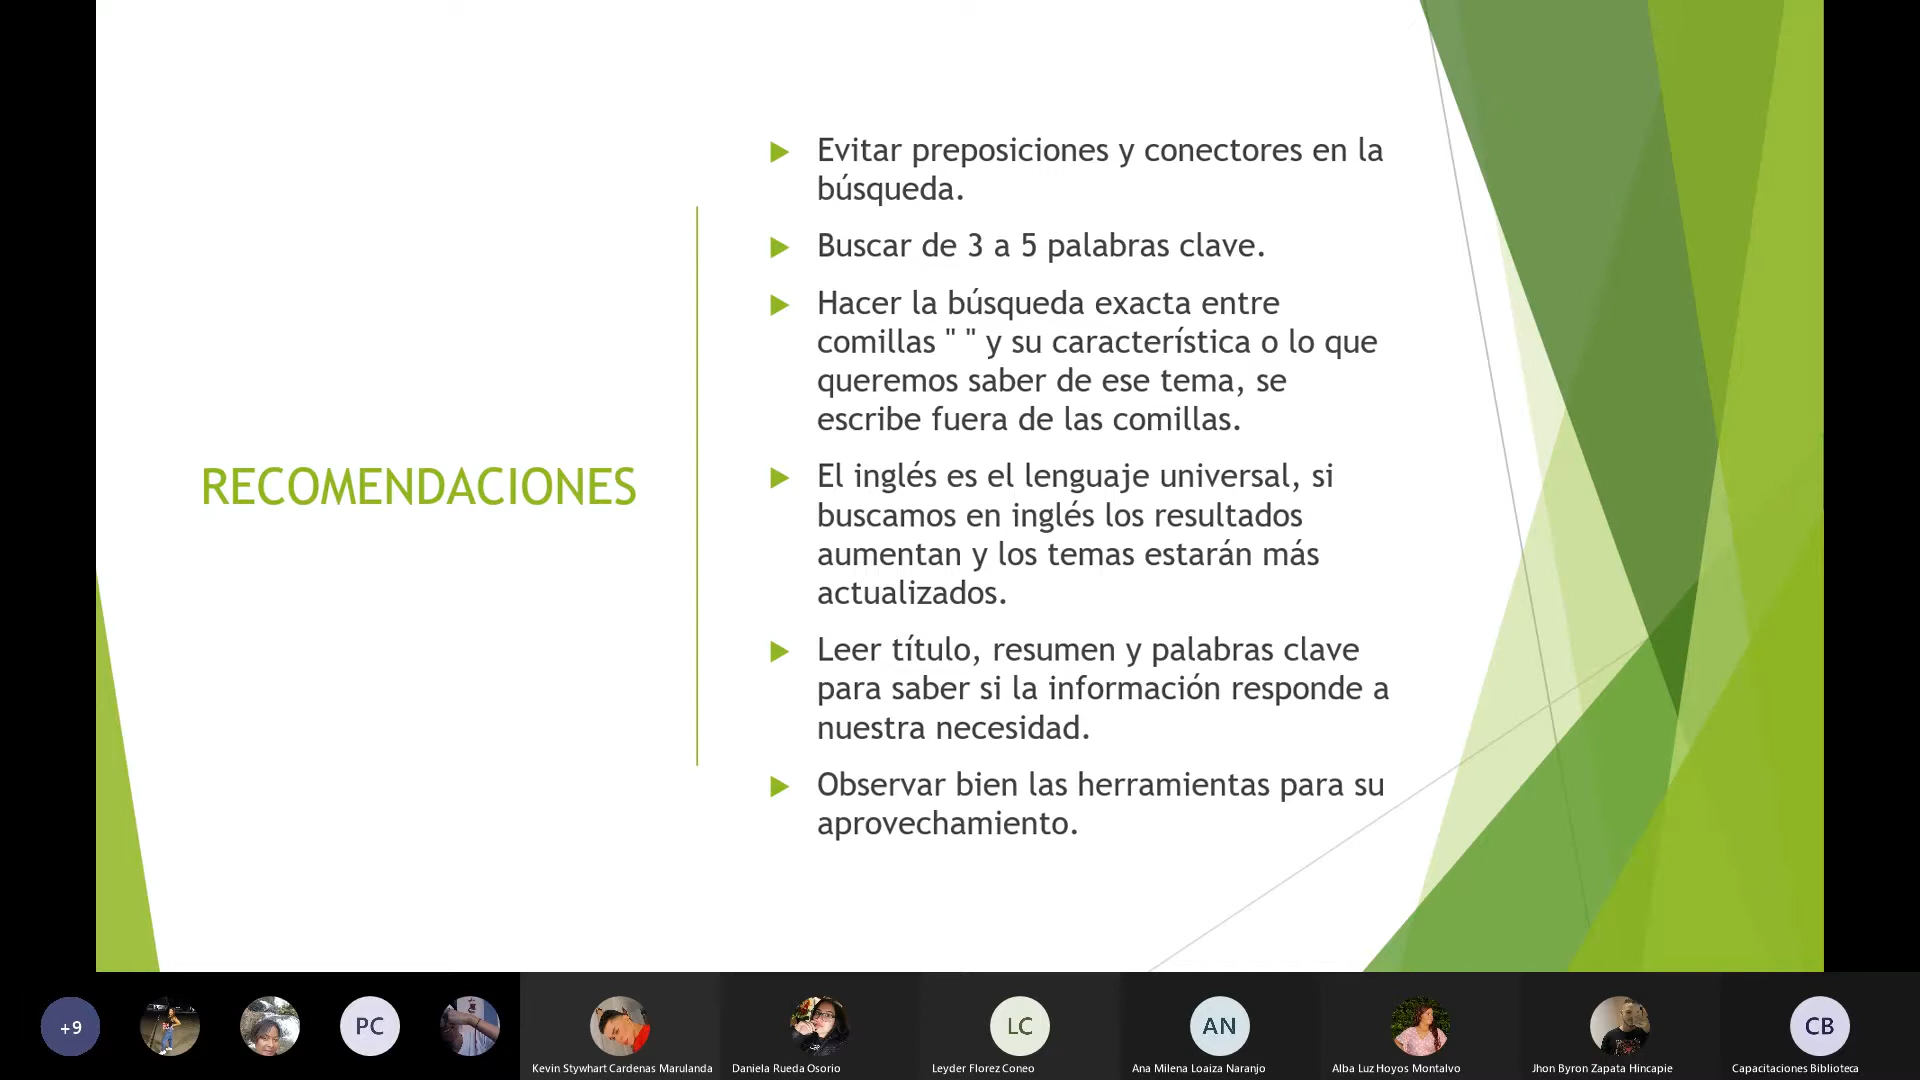 RECOMENDACIONES
Evitar preposiciones y conectores en la
búsqueda.
Buscar de 3 a 5 palabras clave.
Hacer la búsqueda exacta entre
comillas " " y su característica o lo que
queremos saber de ese tema, se
escribe fuera de las comillas.
El inglés es el lenguaje universal, si
buscamos en inglés los resultados
aumentan y los temas estarán más
actualizados.
Leer título, resumen y palabras clave
para saber si la información responde a
nuestra necesidad.
Observar bien las herramientas para su
aprovechamiento.
+9
PC
LC
AN
CB
Kevin Stywhart Cardenas Marulanda
Daniela Rueda Osorio
Leyder Florez Coneo
Ana Milena Loaiza Naranjo
Alba Luz Hoyos Montalvo
Jhon Byron Zapata Hincapie
Capacitaciones Biblioteca